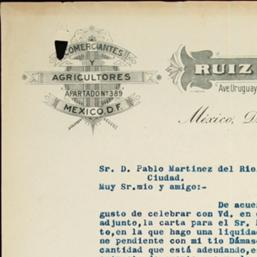 COMERCIANTES
Y
AGRICULTORES
APARTADO Nº 389
MEXICO, D.F.
RUIZ
Ave. Uruguay
México, D.
Sr. D. Pablo Martinez del Rio
Ciudad.
Muy Sr.mio y amigo:-
De acue
gusto de celebrar con Vd. en
adjunto, la carta para el Sr.
to, en la que hago una liquida
ne pendiente con mi tio Dámas
cantidad que está adeudando, e